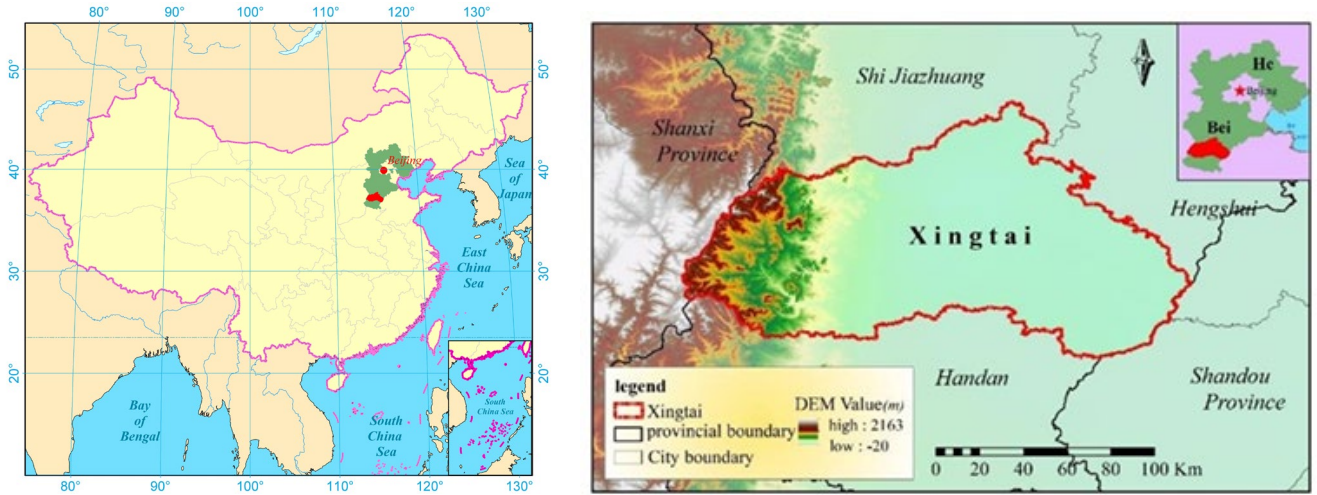 80°
90°
100°
110°
120°
130°
50°
50°
40°
40°
30°
30°
20°
20°
Beijing
Sea
of
Japan
East
China
Sea
Bay
of
Bengal
South
China
Sea
South
China Sea
80°
90°
100°
110°
120°
130°
Shi Jiazhuang
Shanxi
Province
He
Beijing
Bei
Hengshui
Xingtai
Handan
Shandou
Province
legend
Xingtai
provincial boundary
City boundary
DEM Value(m)
high : 2163
low : -20
0 20 40 60 80 100 Km